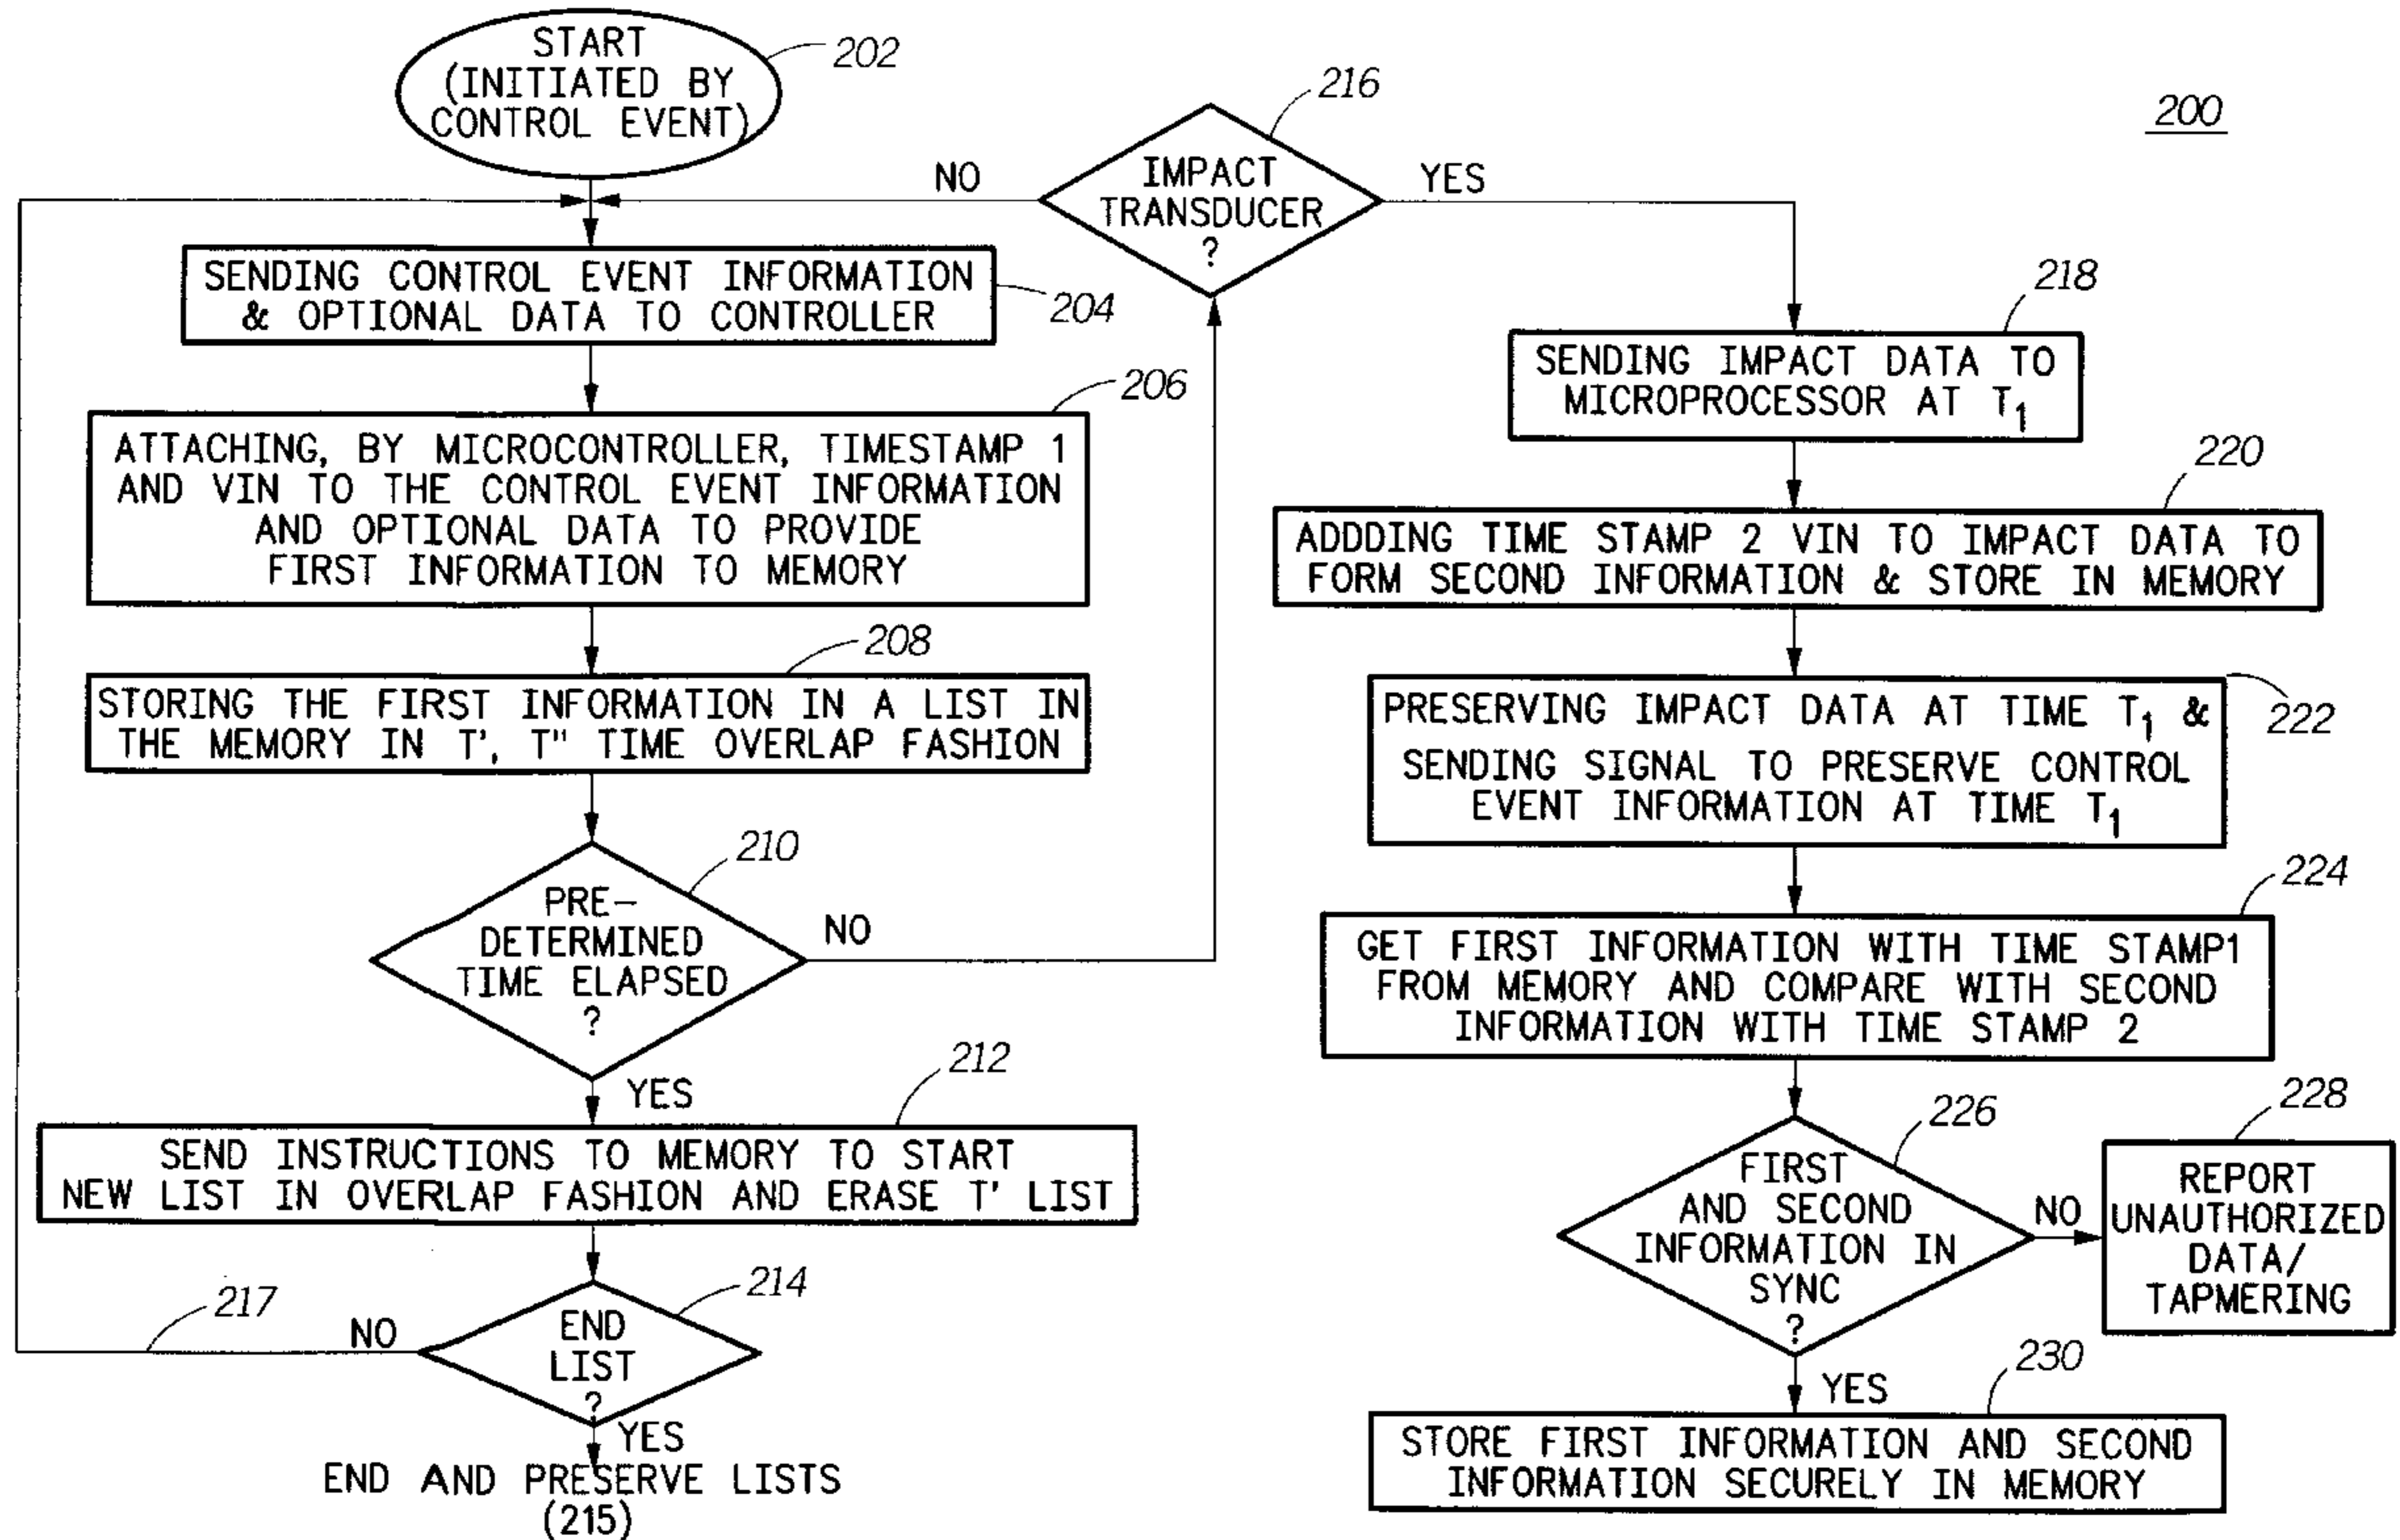 START
(INITIATED BY
CONTROL EVENT)
202
200
SENDING CONTROL EVENT INFORMATION
& OPTIONAL DATA TO CONTROLLER
204
ATTACHING, BY MICROCONTROLLER, TIMESTAMP 1
AND VIN TO THE CONTROL EVENT INFORMATION
AND OPTIONAL DATA TO PROVIDE
FIRST INFORMATION TO MEMORY
206
STORING THE FIRST INFORMATION IN A LIST IN
THE MEMORY IN T', T" TIME OVERLAP FASHION
208
PRE-
DETERMINED
TIME ELAPSED
?
210
NO
YES
SEND INSTRUCTIONS TO MEMORY TO START
NEW LIST IN OVERLAP FASHION AND ERASE T' LIST
212
END
LIST
?
214
NO
217
YES
END AND PRESERVE LISTS
(215)
IMPACT
TRANSDUCER
?
216
NO
YES
SENDING IMPACT DATA TO
MICROPROCESSOR AT T1
218
ADDDING TIME STAMP 2 VIN TO IMPACT DATA TO
FORM SECOND INFORMATION & STORE IN MEMORY
220
PRESERVING IMPACT DATA AT TIME T1 &
SENDING SIGNAL TO PRESERVE CONTROL
EVENT INFORMATION AT TIME T1
222
GET FIRST INFORMATION WITH TIME STAMP1
FROM MEMORY AND COMPARE WITH SECOND
INFORMATION WITH TIME STAMP 2
224
FIRST
AND SECOND
INFORMATION IN
SYNC
?
226
NO
REPORT
UNAUTHORIZED
DATA/
TAPMERING
228
YES
STORE FIRST INFORMATION AND SECOND
INFORMATION SECURELY IN MEMORY
230